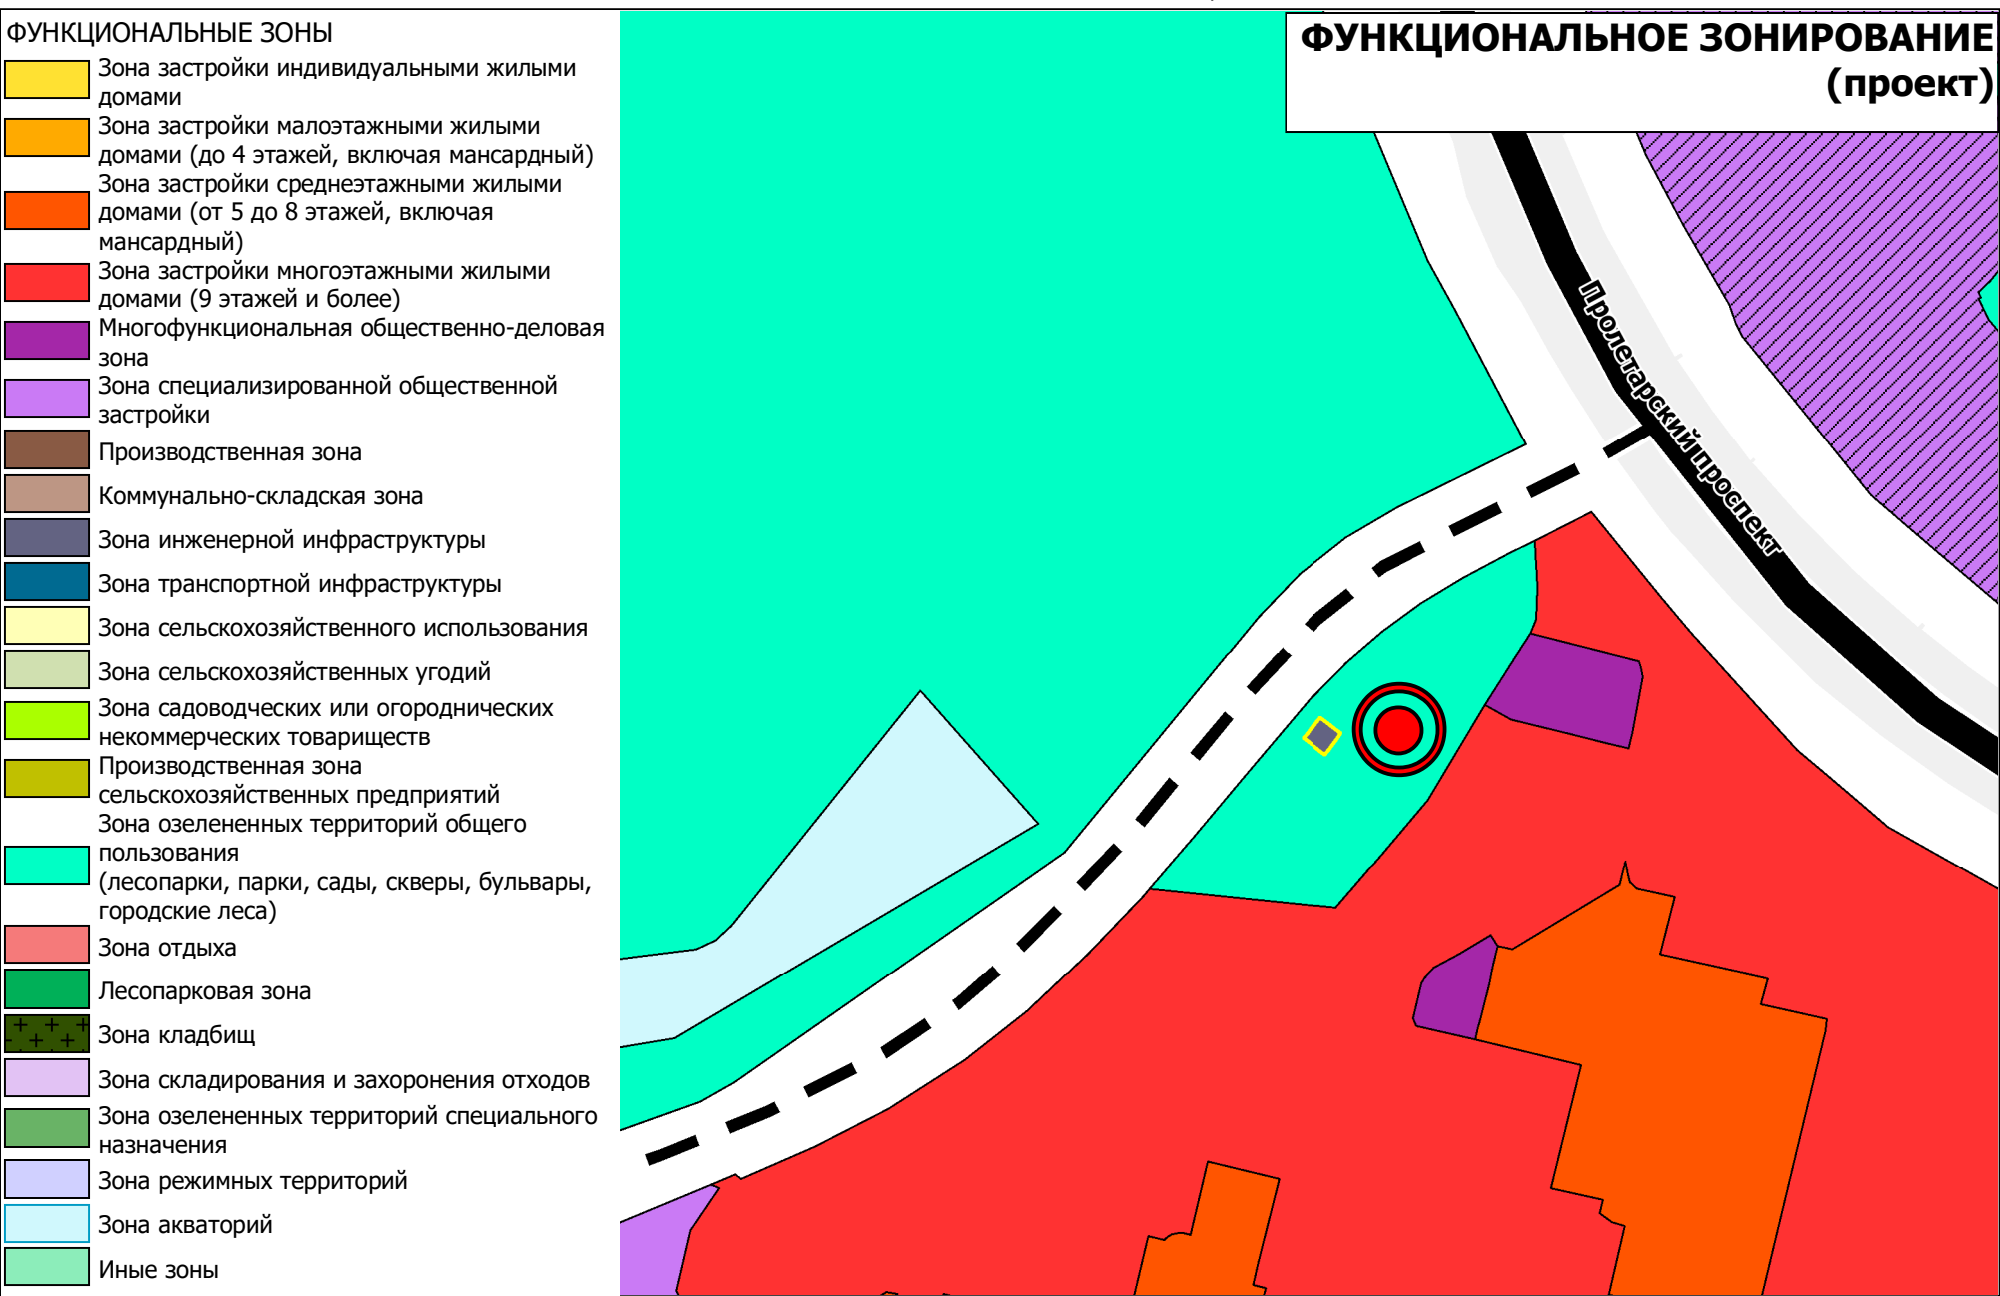 ФУНКЦИОНАЛЬНЫЕ ЗОНЫ
Зона застройки индивидуальными жилыми
домами
Зона застройки малоэтажными жилыми
домами (до 4 этажей, включая мансардный)
Зона застройки среднеэтажными жилыми
домами (от 5 до 8 этажей, включая
мансардный)
Зона застройки многоэтажными жилыми
домами (9 этажей и более)
Многофункциональная общественно-деловая
зона
Зона специализированной общественной
застройки
Производственная зона
Коммунально-складская зона
Зона инженерной инфраструктуры
Зона транспортной инфраструктуры
Зона сельскохозяйственного использования
Зона сельскохозяйственных угодий
Зона садоводческих или огороднических
некоммерческих товариществ
Производственная зона
сельскохозяйственных предприятий
Зона озелененных территорий общего
пользования
(лесопарки, парки, сады, скверы, бульвары,
городские леса)
Зона отдыха
Лесопарковая зона
Зона кладбищ
Зона складирования и захоронения отходов
Зона озелененных территорий специального
назначения
Зона режимных территорий
Зона акваторий
Иные зоны
ФУНКЦИОНАЛЬНОЕ ЗОНИРОВАНИЕ
(проект)
Пролетарский проспект